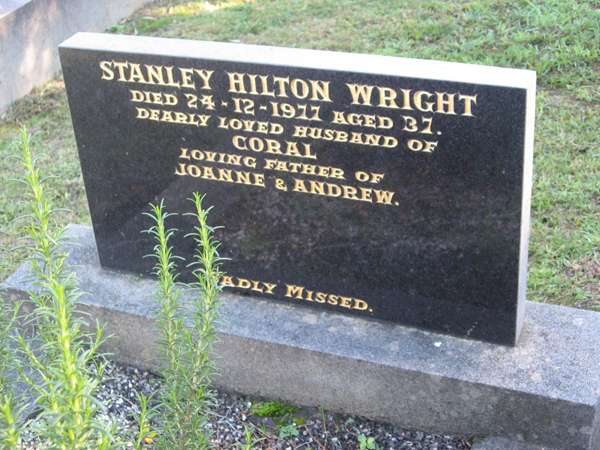 STANLEY HILTON WRIGHT
DIED 24-12-1977 AGED 37.
DEARLY LOVED HUSBAND OF
CORAL
LOVING FATHER OF
JOANNE & ANDREW.
ADLY MISSED.